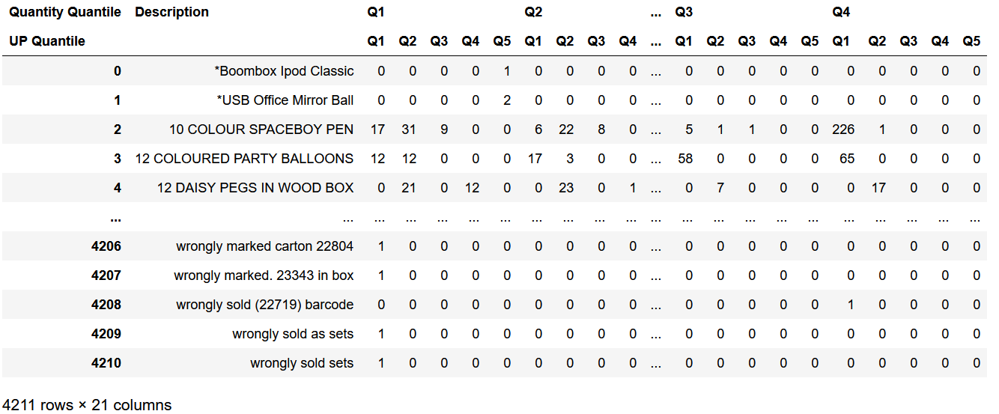 Quantity Quantile Description Q1 Q2 ... Q3 Q4
UP Quantile Q1 Q2 Q3 Q4 Q5 Q1 Q2 Q3 Q4 ... Q1 Q2 Q3 Q4 Q5 Q1 Q2 Q3 Q4 Q5
0 *Boombox Ipod Classic 0 0 0 0 1 0 0 0 0 ... 0 0 0 0 0 0 0 0 0 0
1 *USB Office Mirror Ball 0 0 0 0 2 0 0 0 0 ... 0 0 0 0 0 0 0 0 0 0
2 10 COLOUR SPACEBOY PEN 17 31 9 0 0 6 22 8 0 ... 5 1 1 0 0 226 1 0 0 0
3 12 COLOURED PARTY BALLOONS 12 12 0 0 0 17 3 0 0 ... 58 0 0 0 0 65 0 0 0 0
4 12 DAISY PEGS IN WOOD BOX 0 21 0 12 0 0 23 0 1 ... 0 7 0 0 0 0 17 0 0 0
... ... ... ... ... ... ... ... ... ... ... ... ... ... ... ... ... ... ... ... ... ...
4206 wrongly marked carton 22804 1 0 0 0 0 0 0 0 0 ... 0 0 0 0 0 0 0 0 0 0
4207 wrongly marked. 23343 in box 1 0 0 0 0 0 0 0 0 ... 0 0 0 0 0 0 0 0 0 0
4208 wrongly sold (22719) barcode 0 0 0 0 0 0 0 0 0 ... 0 0 0 0 0 1 0 0 0 0
4209 wrongly sold as sets 1 0 0 0 0 0 0 0 0 ... 0 0 0 0 0 0 0 0 0 0
4210 wrongly sold sets 1 0 0 0 0 0 0 0 0 ... 0 0 0 0 0 0 0 0 0 0
4211 rows × 21 columns